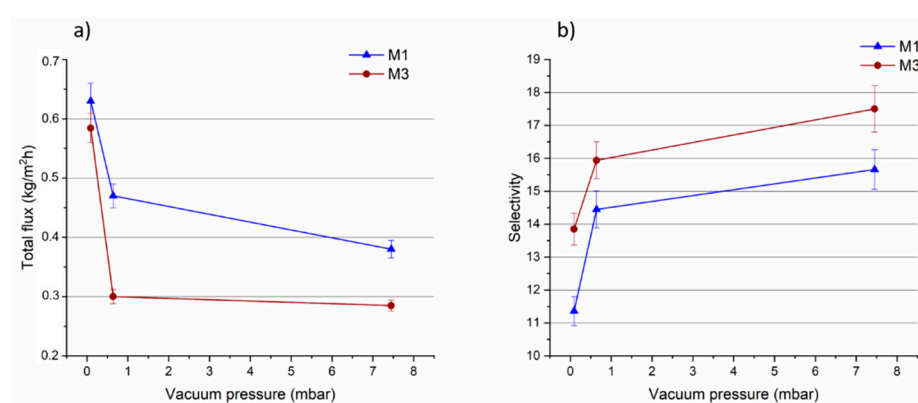 a)
M1
M3
0.7
0.6
0.5
0.4
0.3
0.2
Total flux (kg/m²h)
0 1 2 3 4 5 6 7 8
Vacuum pressure (mbar)
b)
M1
M3
19
18
17
16
15
14
13
12
11
10
Selectivity
0 1 2 3 4 5 6 7 8
Vacuum pressure (mbar)